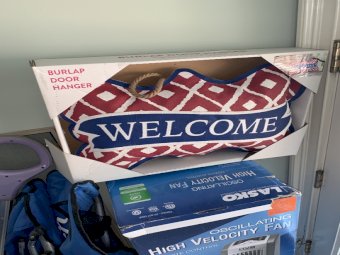 BURLAP
DOOR
HANGER
WELCOME
LASKO
OSCILLATING
HIGH VELOCITY FAN
OSCILLATING
HIGH VELOCITY FAN